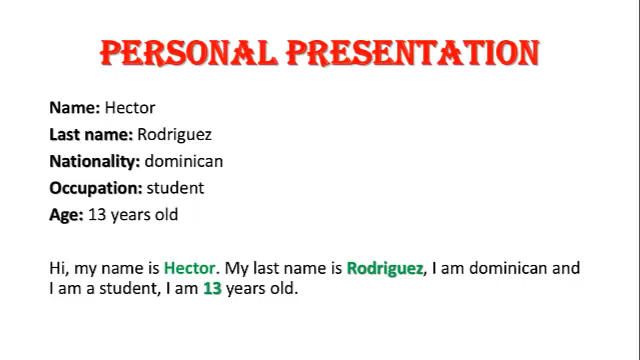 PERSONAL PRESENTATION
Name: Hector
Last name: Rodriguez
Nationality: dominican
Occupation: student
Age: 13 years old
Hi, my name is Hector. My last name is Rodriguez, I am dominican and
I am a student, I am 13 years old.